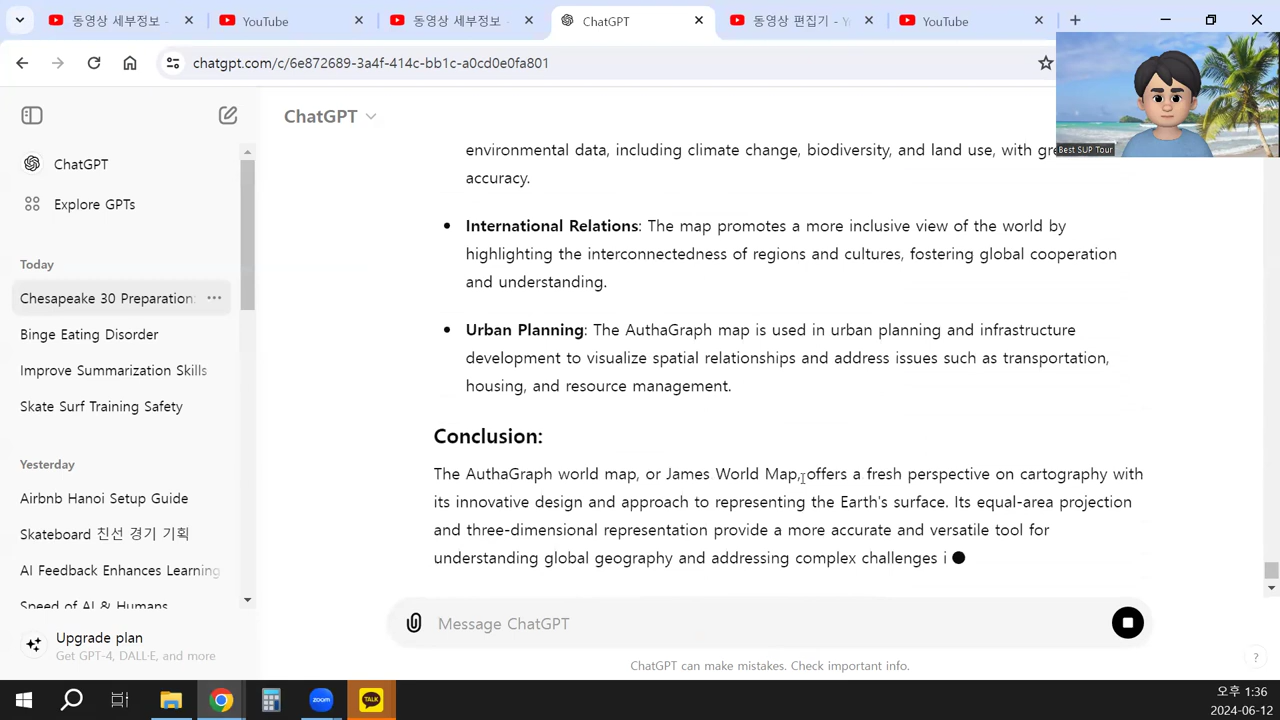 동영상 세부정보
YouTube
동영상 세부정보
ChatGPT
동영상 편집기 - Y
YouTube
chatgpt.com/c/6e872689-3a4f-414c-bb1c-a0cd0e0fa801
Best SUP Tour
ChatGPT
ChatGPT
Explore GPTs
Today
Chesapeake 30 Preparation
Binge Eating Disorder
Improve Summarization Skills
Skate Surf Training Safety
Yesterday
Airbnb Hanoi Setup Guide
Skateboard 친선 경기 기획
AI Feedback Enhances Learning
Speed of AI & Humans
Upgrade plan
Get GPT-4, DALL·E, and more
environmental data, including climate change, biodiversity, and land use, with
accuracy.
• International Relations: The map promotes a more inclusive view of the world by
highlighting the interconnectedness of regions and cultures, fostering global cooperation
and understanding.
• Urban Planning: The AuthaGraph map is used in urban planning and infrastructure
development to visualize spatial relationships and address issues such as transportation,
housing, and resource management.
Conclusion:
The AuthaGraph world map, or James World Map, offers a fresh perspective on cartography with
its innovative design and approach to representing the Earth's surface. Its equal-area projection
and three-dimensional representation provide a more accurate and versatile tool for
understanding global geography and addressing complex challenges i
Message ChatGPT
ChatGPT can make mistakes. Check important info.
?
TALK
zoom
오후 1:36
2024-06-12